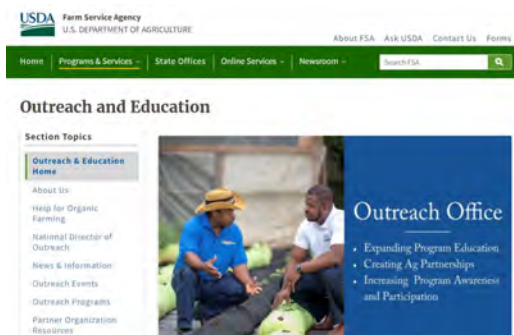 USDA
Farm Service Agency
U.S. DEPARTMENT OF AGRICULTURE
About FSA Ask USDA Contact Us Forms
Home Programs & Services State Offices Online Services Newsroom Search FSA
Outreach and Education
Section Topics
Outreach & Education
Home
About Us
Help for Organic
Farming
National Director of
Outreach
News & Information
Outreach Events
Outreach Programs
Partner Organization
Resources
Outreach Office
• Expanding Program Education
• Creating Ag Partnerships
• Increasing Program Awareness
and Participation